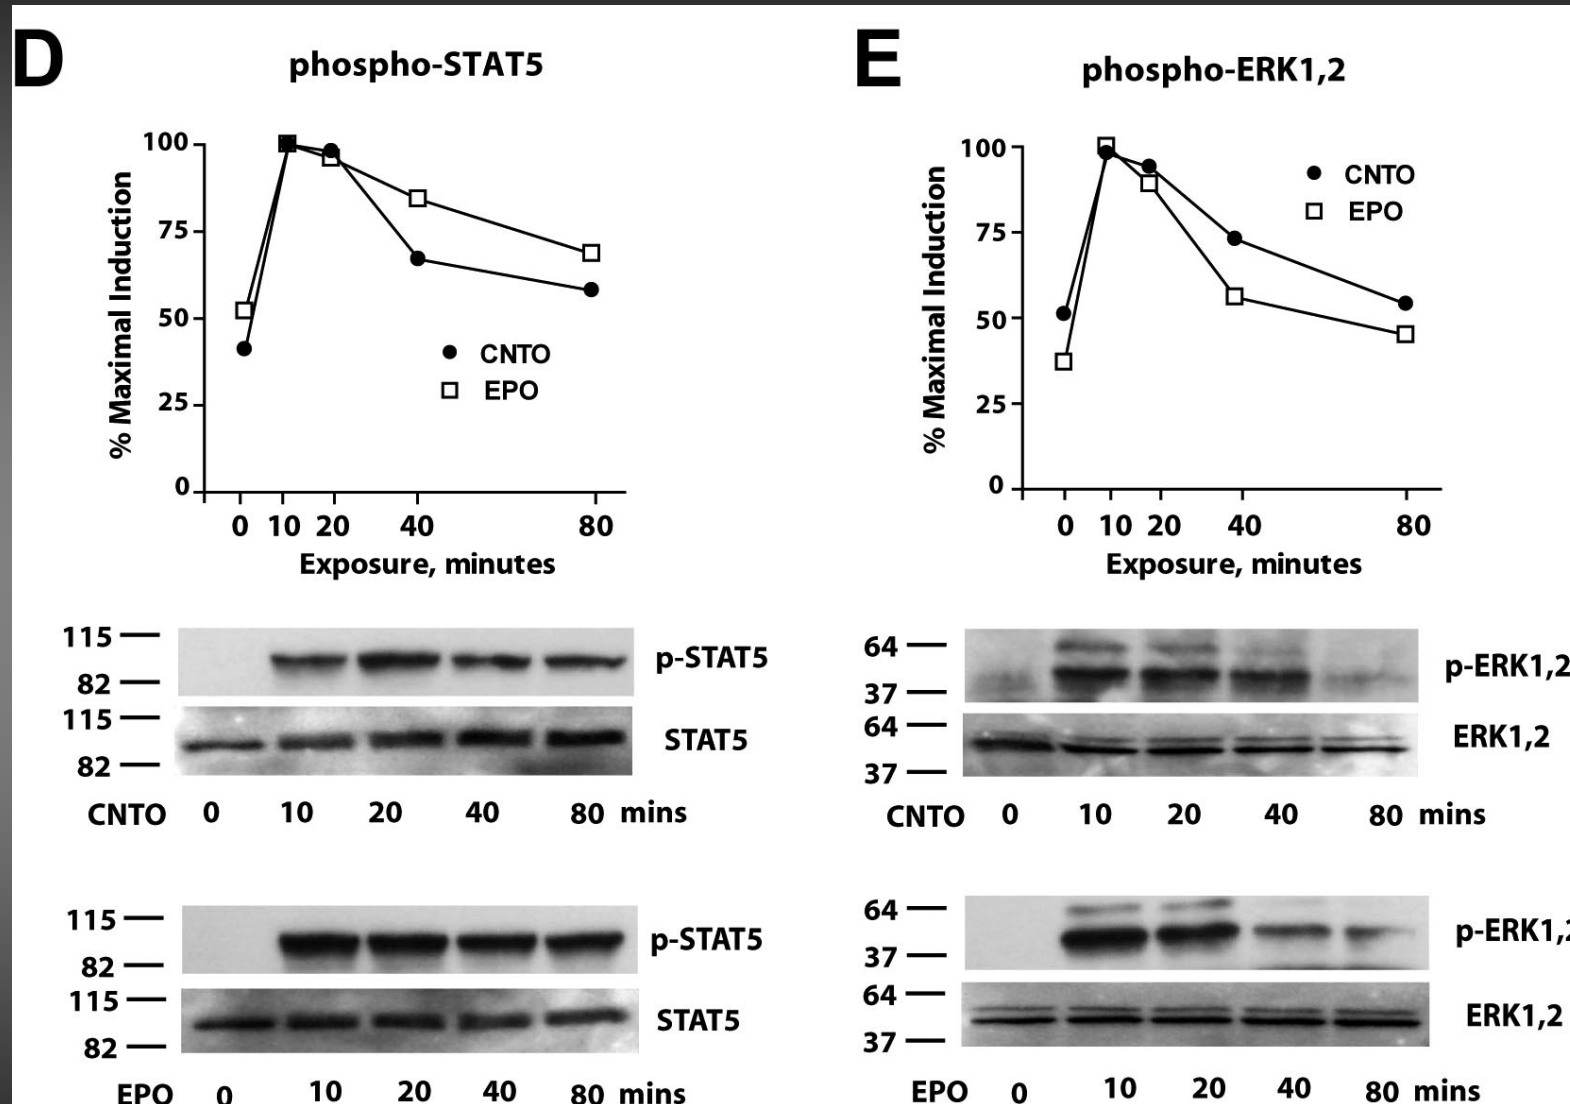 D
phospho-STAT5
100
75
50
25
0
% Maximal Induction
CNTO
EPO
0 10 20 40 80
Exposure, minutes
115
82
p-STAT5
115
82
STAT5
CNTO 0 10 20 40 80 mins
115
82
p-STAT5
115
82
STAT5
EPO 0 10 20 40 80 mins
E
phospho-ERK1,2
100
75
50
25
0
% Maximal Induction
CNTO
EPO
0 10 20 40 80
Exposure, minutes
64
37
p-ERK1,2
64
37
ERK1,2
CNTO 0 10 20 40 80 mins
64
37
p-ERK1,2
64
37
ERK1,2
EPO 0 10 20 40 80 mins